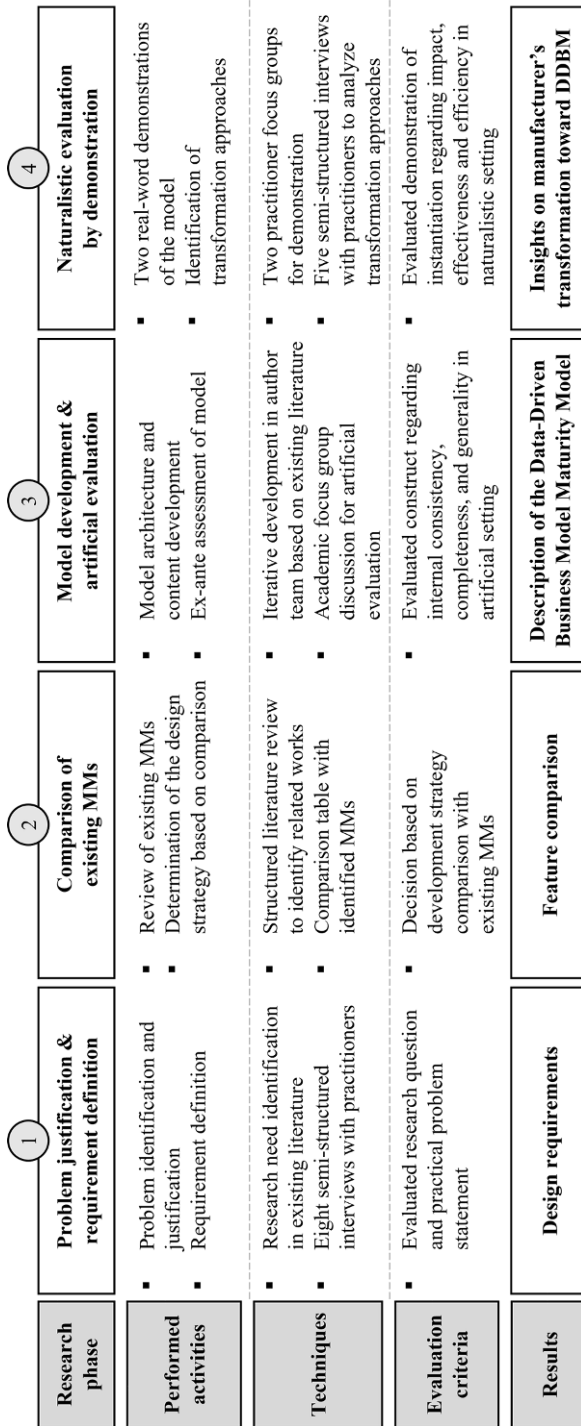 1
2
3
4
Research
phase
Problem justification &
requirement definition
Comparison of
existing MMs
Model development &
artificial evaluation
Naturalistic evaluation
by demonstration
Performed
activities
▪ Problem identification and
justification
▪ Requirement definition
▪ Review of existing MMs
▪ Determination of the design
strategy based on comparison
▪ Model architecture and
content development
▪ Ex-ante assessment of model
▪ Two real-word demonstrations
of the model
▪ Identification of
transformation approaches
Techniques
▪ Research need identification
in existing literature
▪ Eight semi-structured
interviews with practitioners
▪ Structured literature review
to identify related works
▪ Comparison table with
identified MMs
▪ Iterative development in author
team based on existing literature
▪ Academic focus group
discussion for artificial
evaluation
▪ Two practitioner focus groups
for demonstration
▪ Five semi-structured interviews
with practitioners to analyze
transformation approaches
Evaluation
criteria
▪ Evaluated research question
and practical problem
statement
▪ Decision based on
development strategy
comparison with
existing MMs
▪ Evaluated construct regarding
internal consistency,
completeness, and generality in
artificial setting
▪ Evaluated demonstration of
instantiation regarding impact,
effectiveness and efficiency in
naturalistic setting
Results
Design requirements
Feature comparison
Description of the Data-Driven
Business Model Maturity Model
Insights on manufacturer's
transformation toward DDBM